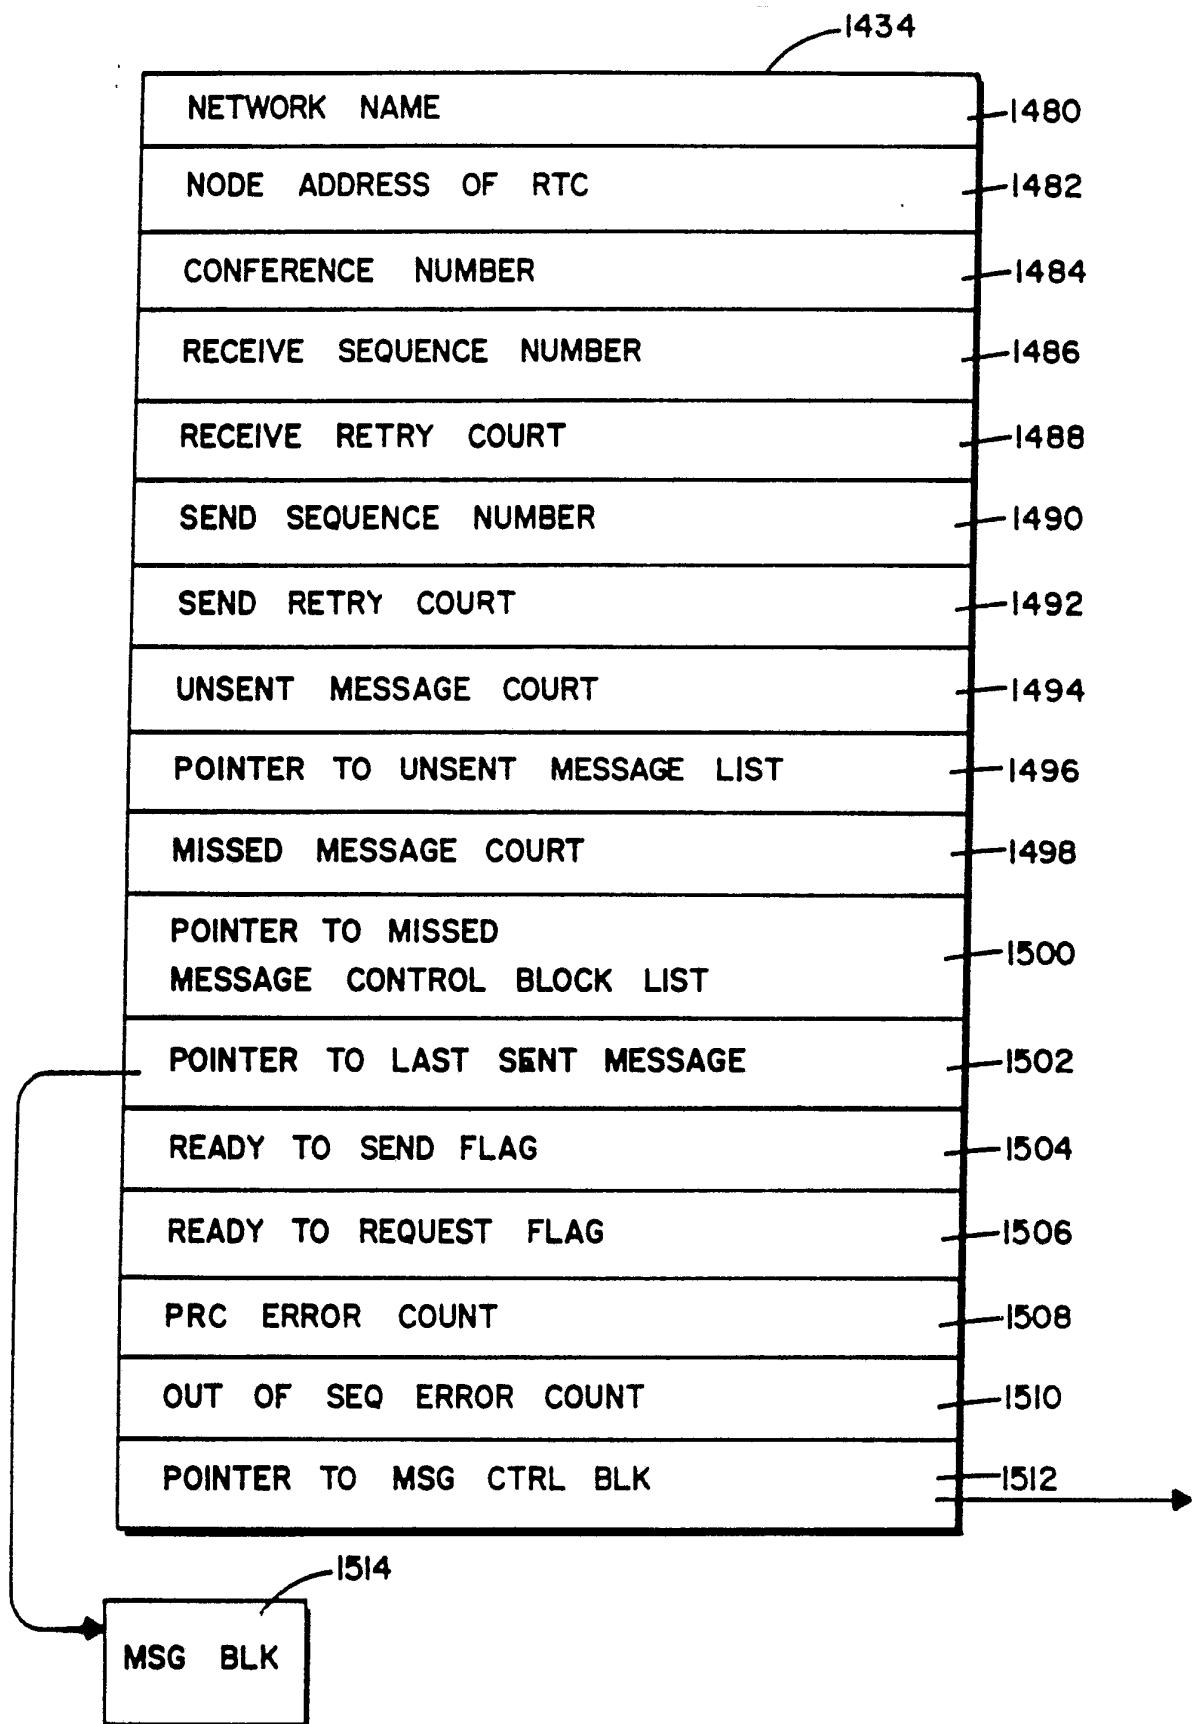 1434
NETWORK NAME 1480
NODE ADDRESS OF RTC 1482
CONFERENCE NUMBER 1484
RECEIVE SEQUENCE NUMBER 1486
RECEIVE RETRY COURT 1488
SEND SEQUENCE NUMBER 1490
SEND RETRY COURT 1492
UNSENT MESSAGE COURT 1494
POINTER TO UNSENT MESSAGE LIST 1496
MISSED MESSAGE COURT 1498
POINTER TO MISSED
MESSAGE CONTROL BLOCK LIST 1500
POINTER TO LAST SENT MESSAGE 1502
READY TO SEND FLAG 1504
READY TO REQUEST FLAG 1506
PRC ERROR COUNT 1508
OUT OF SEQ ERROR COUNT 1510
POINTER TO MSG CTRL BLK 1512
1514
MSG BLK